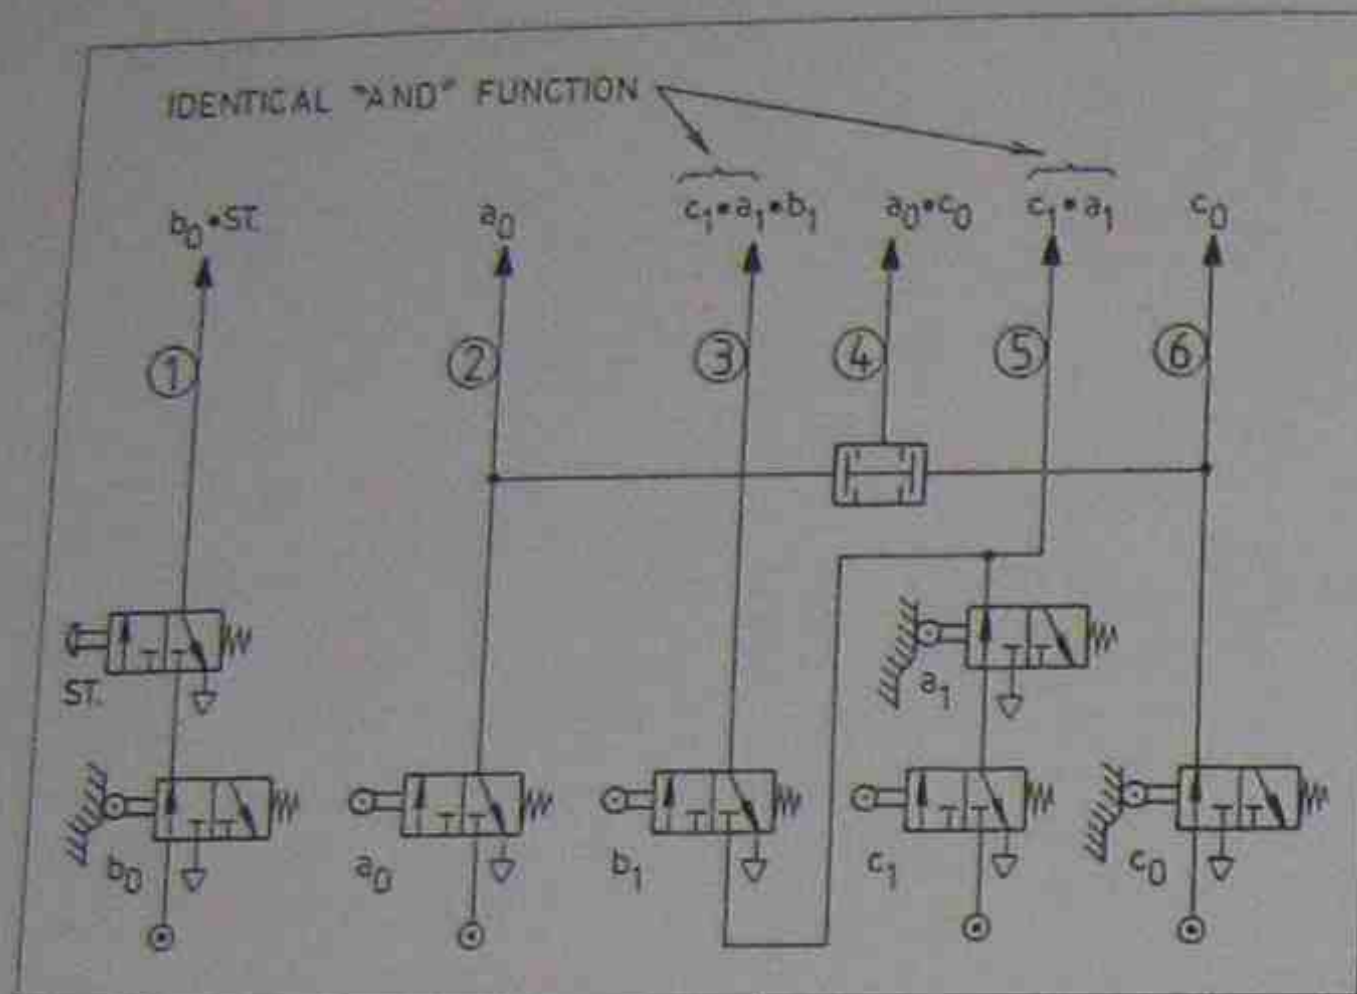 IDENTICAL "AND" FUNCTION
b₀•ST.
a₀
c₁•a₁•b₁
a₀•c₀
c₁•a₁
c₀
①
②
③
④
⑤
⑥
ST.
a₁
b₀
a₀
b₁
c₁
c₀